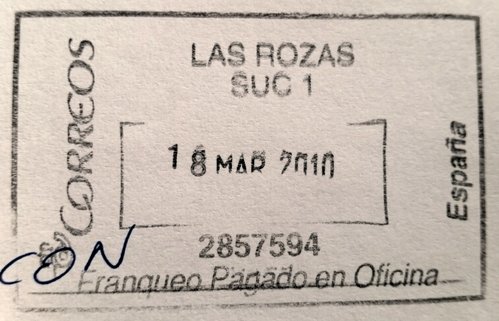 CORREOS
LAS ROZAS
SUC 1
18 MAR 2010
España
2857594
CON
Franqueo Pagado en Oficina